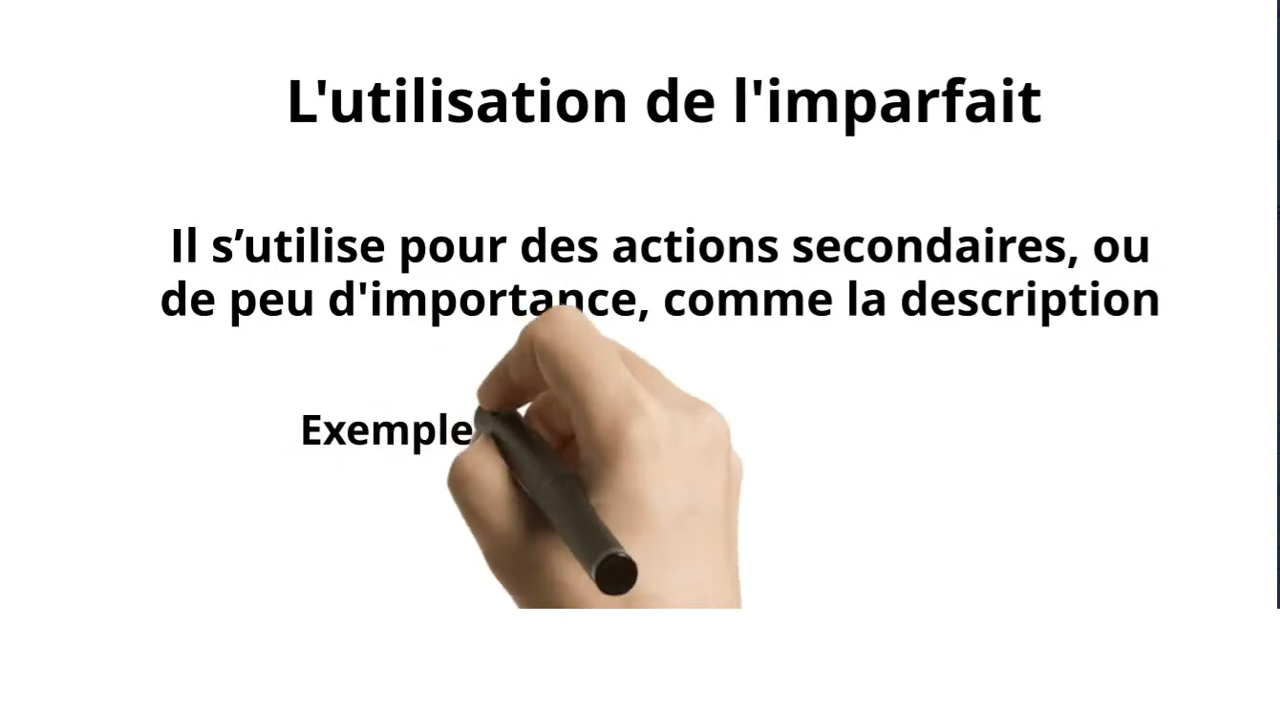 L'utilisation de l'imparfait
Il s’utilise pour des actions secondaires, ou
de peu d'importance, comme la description
Exemple